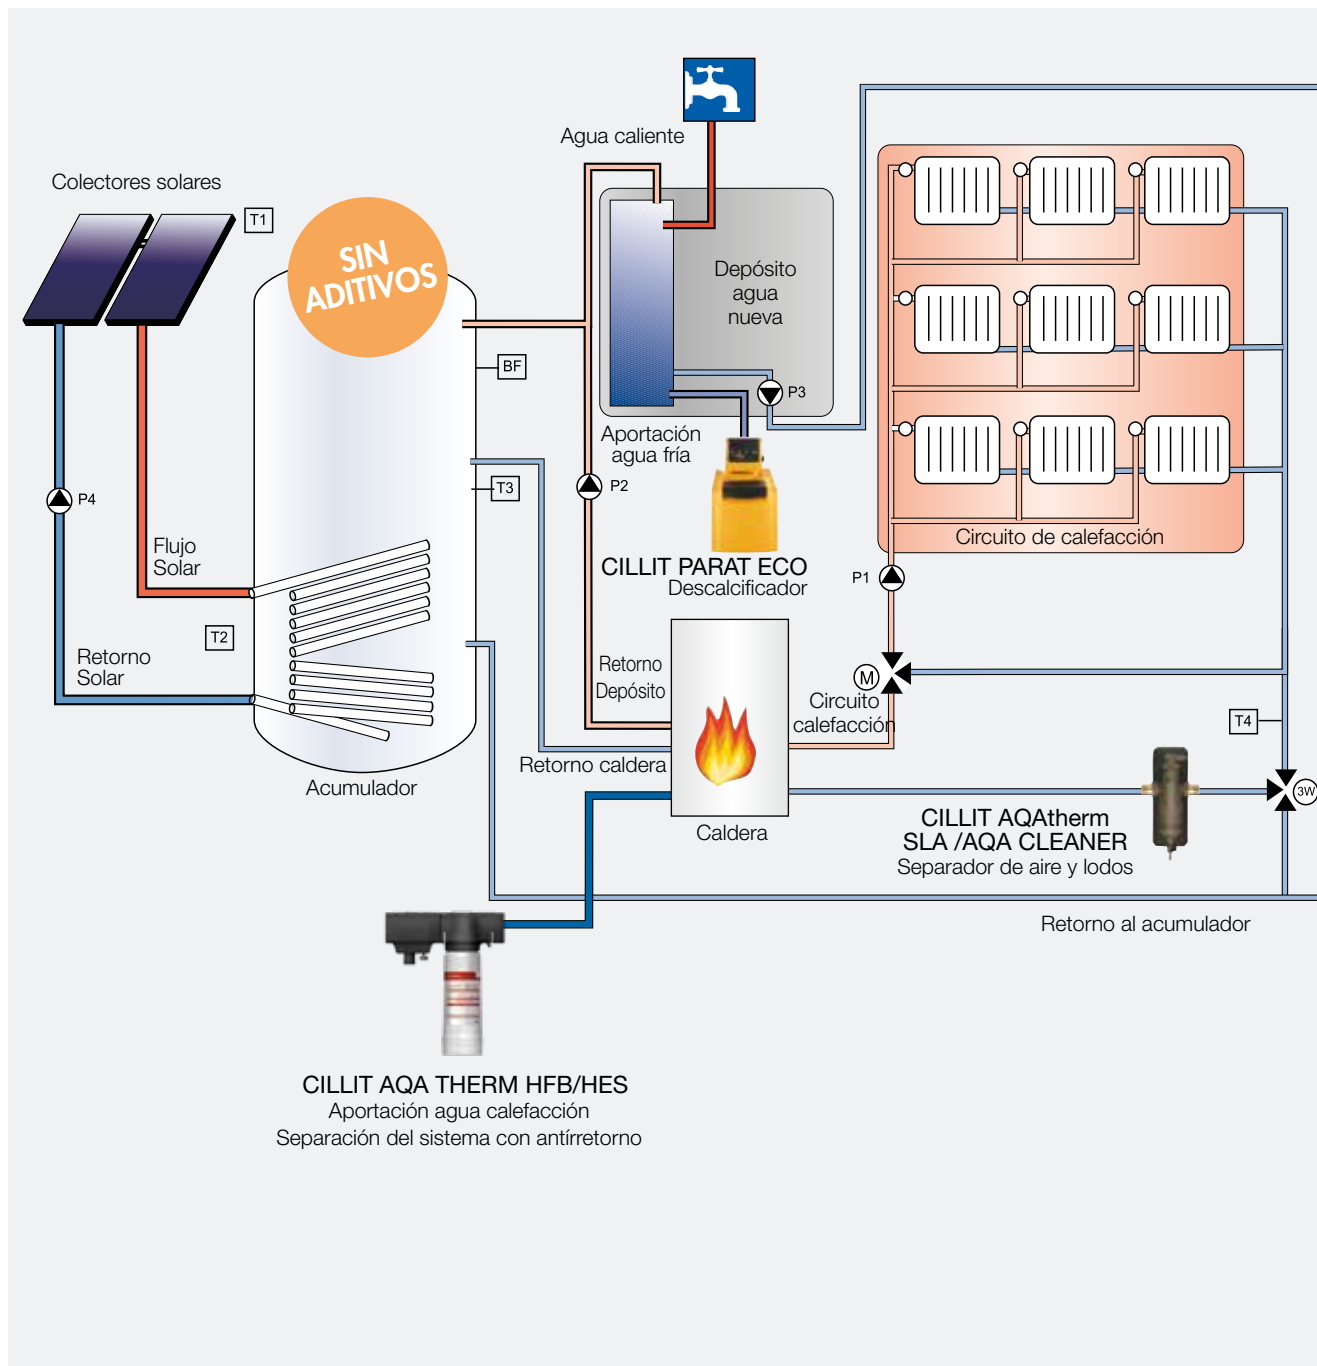 Agua caliente
Colectores solares
T1
SIN
ADITIVOS
Depósito
agua
nueva
BF
P3
Aportación
agua fría
P2
T3
P4
Flujo
Solar
CILLIT PARAT ECO
Descalcificador
Circuito de calefacción
P1
T2
Retorno
Solar
Retorno
Depósito
M
Circuito
calefacción
T4
Retorno caldera
Acumulador
3W
Caldera
CILLIT AQAtherm
SLA /AQA CLEANER
Separador de aire y lodos
Retorno al acumulador
CILLIT AQA THERM HFB/HES
Aportación agua calefacción
Separación del sistema con antírretorno